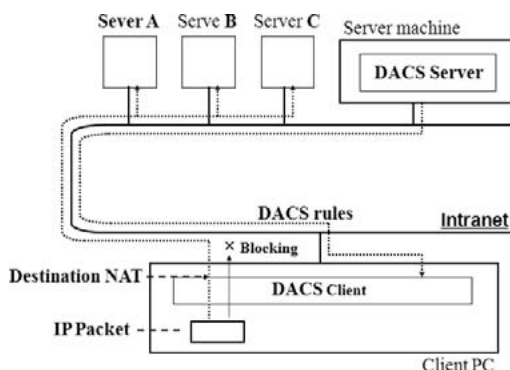 Sever A
Serve B
Server C
Server machine
DACS Server
DACS rules
Intranet
× Blocking
Destination NAT
DACS Client
IP Packet
Client PC